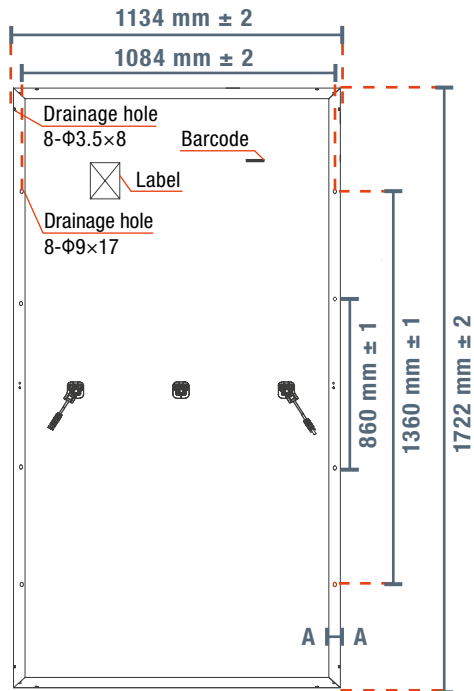 1134 mm ± 2
1084 mm ± 2
Drainage hole
8-Φ3.5×8
Barcode
Label
Drainage hole
8-Φ9×17
860 mm ± 1
1360 mm ± 1
1722 mm ± 2
A A